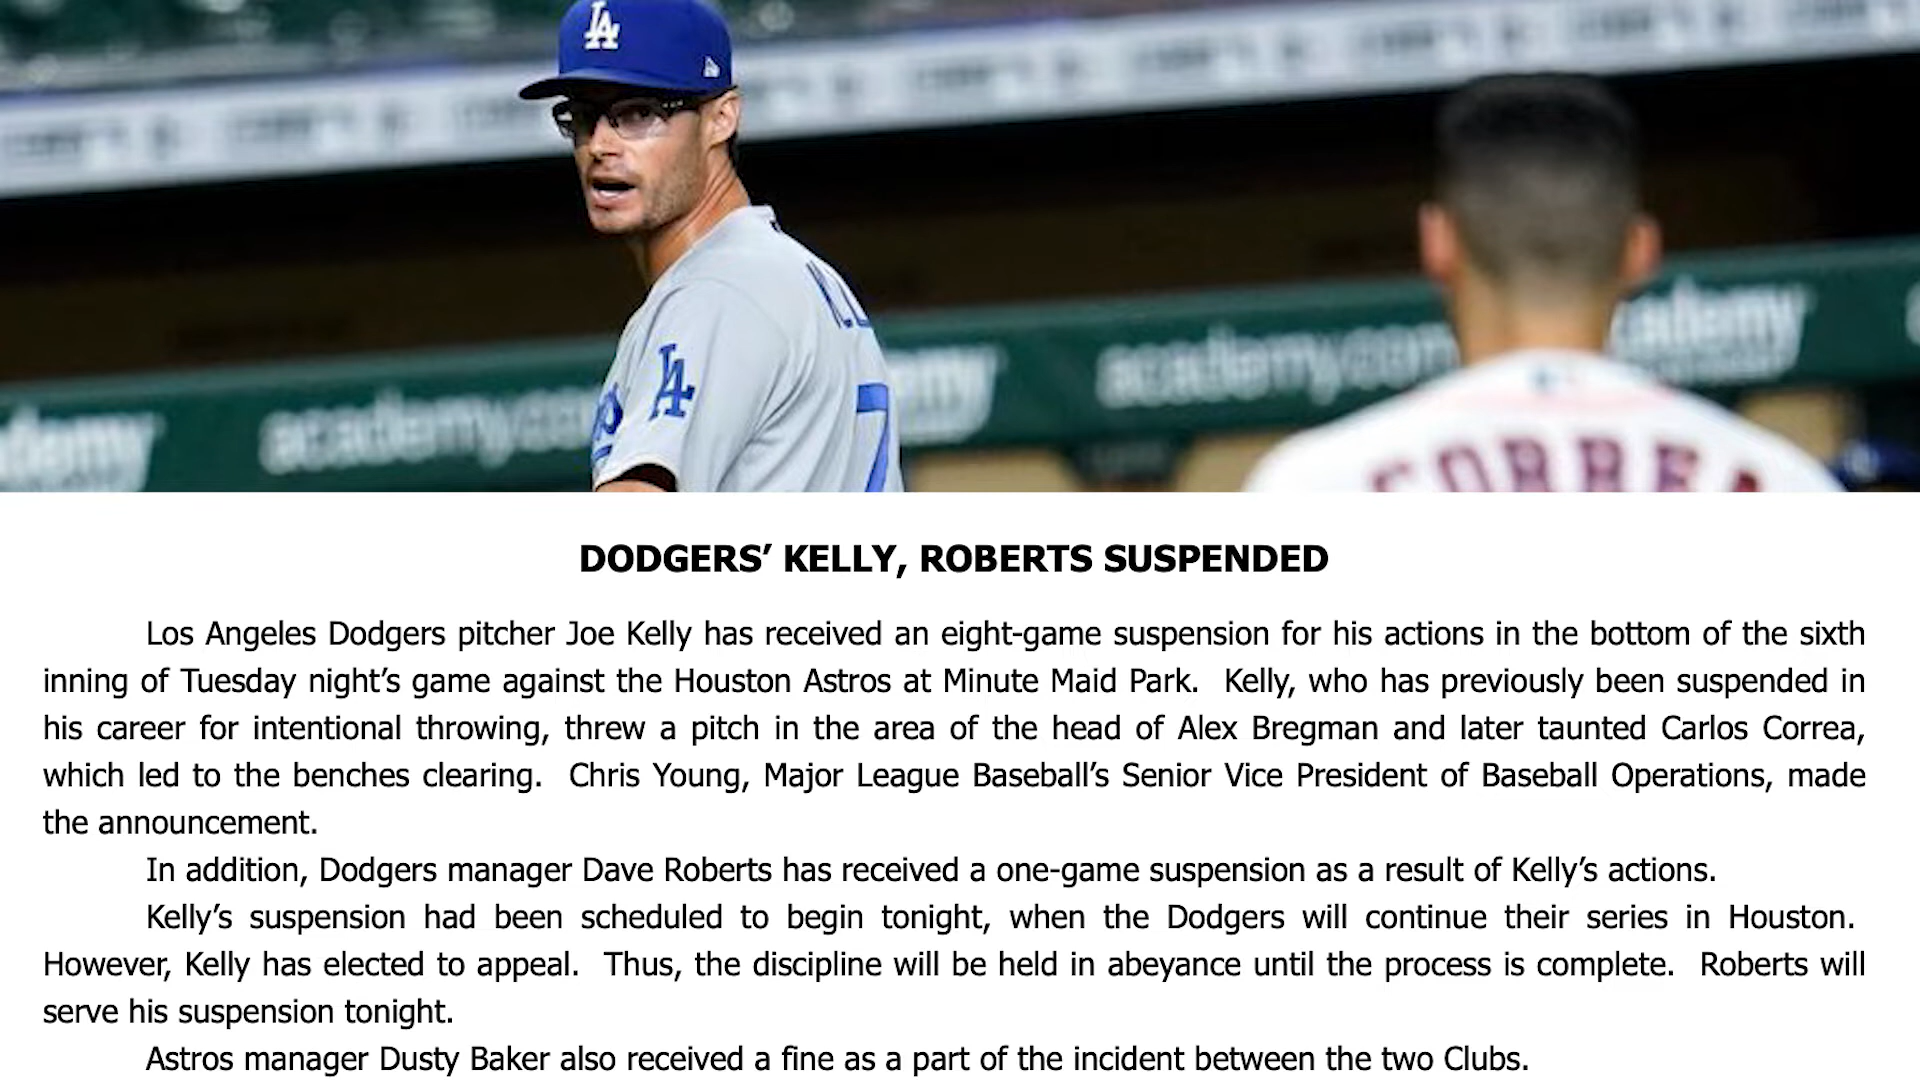 LA
KEL
LA
7
academy.com
academy.com
CORREA
DODGERS’ KELLY, ROBERTS SUSPENDED
Los Angeles Dodgers pitcher Joe Kelly has received an eight-game suspension for his actions in the bottom of the sixth
inning of Tuesday night’s game against the Houston Astros at Minute Maid Park. Kelly, who has previously been suspended in
his career for intentional throwing, threw a pitch in the area of the head of Alex Bregman and later taunted Carlos Correa,
which led to the benches clearing. Chris Young, Major League Baseball’s Senior Vice President of Baseball Operations, made
the announcement.
In addition, Dodgers manager Dave Roberts has received a one-game suspension as a result of Kelly’s actions.
Kelly’s suspension had been scheduled to begin tonight, when the Dodgers will continue their series in Houston.
However, Kelly has elected to appeal. Thus, the discipline will be held in abeyance until the process is complete. Roberts will
serve his suspension tonight.
Astros manager Dusty Baker also received a fine as a part of the incident between the two Clubs.